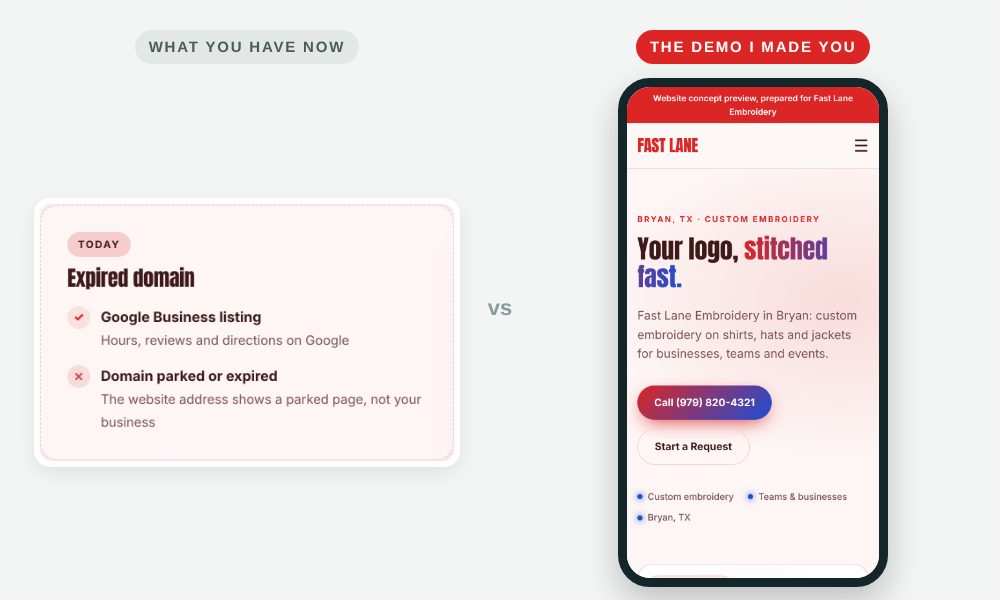 WHAT YOU HAVE NOW
TODAY
Expired domain
Google Business listing
Hours, reviews and directions on Google
Domain parked or expired
The website address shows a parked page, not your
business
vs
THE DEMO I MADE YOU
Website concept preview, prepared for Fast Lane
Embroidery
FAST LANE
BRYAN, TX · CUSTOM EMBROIDERY
Your logo, stitched
fast.
Fast Lane Embroidery in Bryan: custom
embroidery on shirts, hats and jackets
for businesses, teams and events.
Call (979) 820-4321
Start a Request
Custom embroidery
Teams & businesses
Bryan, TX